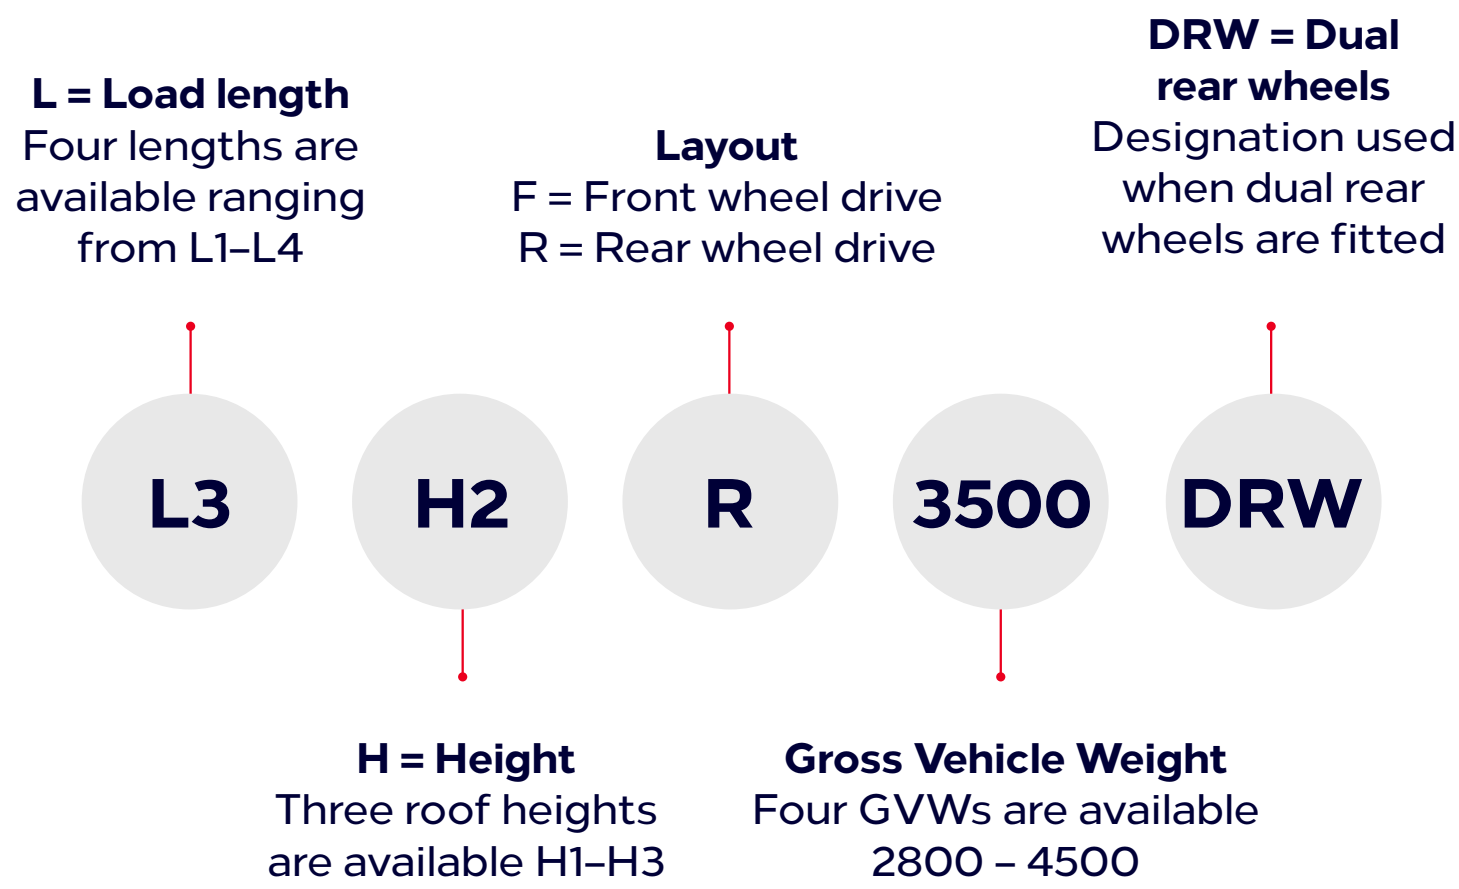 L = Load length
Four lengths are
available ranging
from L1–L4
Layout
F = Front wheel drive
R = Rear wheel drive
DRW = Dual
rear wheels
Designation used
when dual rear
wheels are fitted
L3
H2
R
3500
DRW
H = Height
Three roof heights
are available H1–H3
Gross Vehicle Weight
Four GVWs are available
2800 – 4500